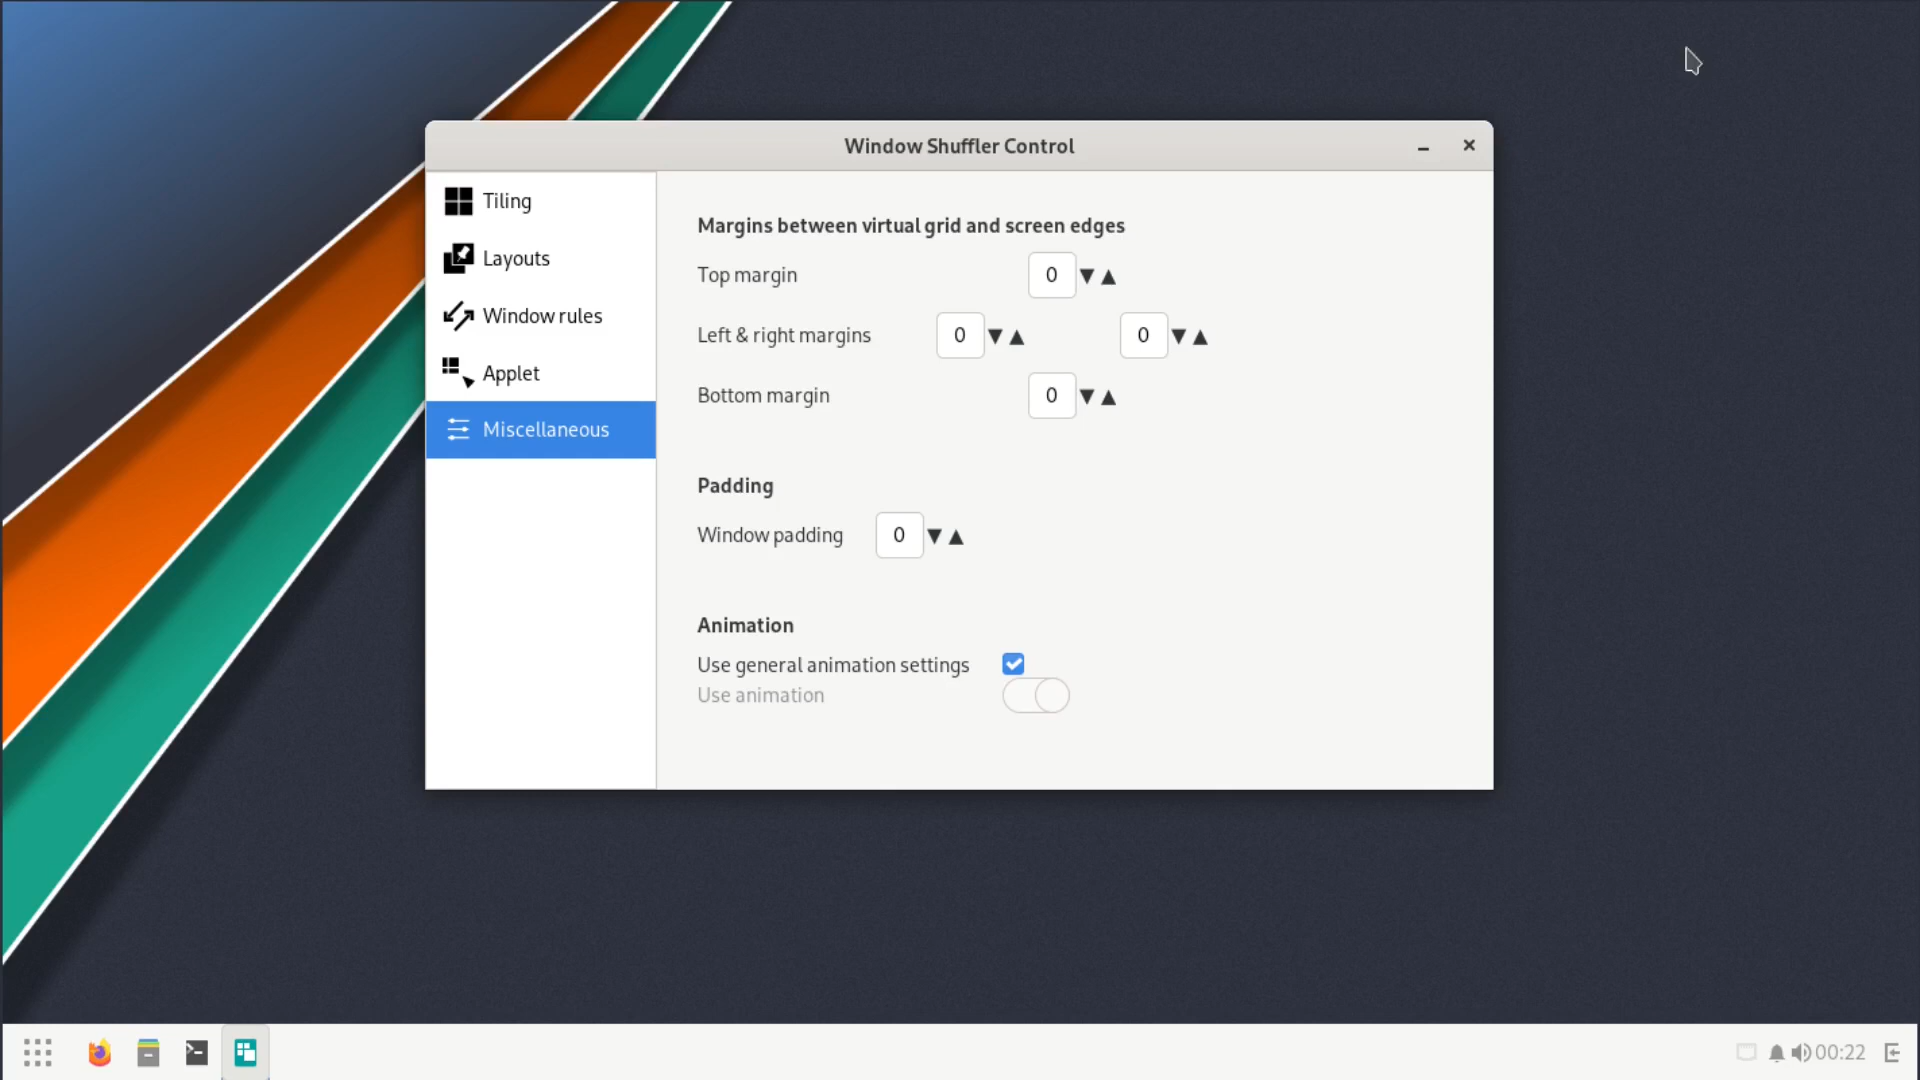 Window Shuffler Control
Tiling
Layouts
Window rules
Applet
Miscellaneous
Margins between virtual grid and screen edges
Top margin 0
Left & right margins 0 0
Bottom margin 0
Padding
Window padding 0
Animation
Use general animation settings
Use animation
00:22